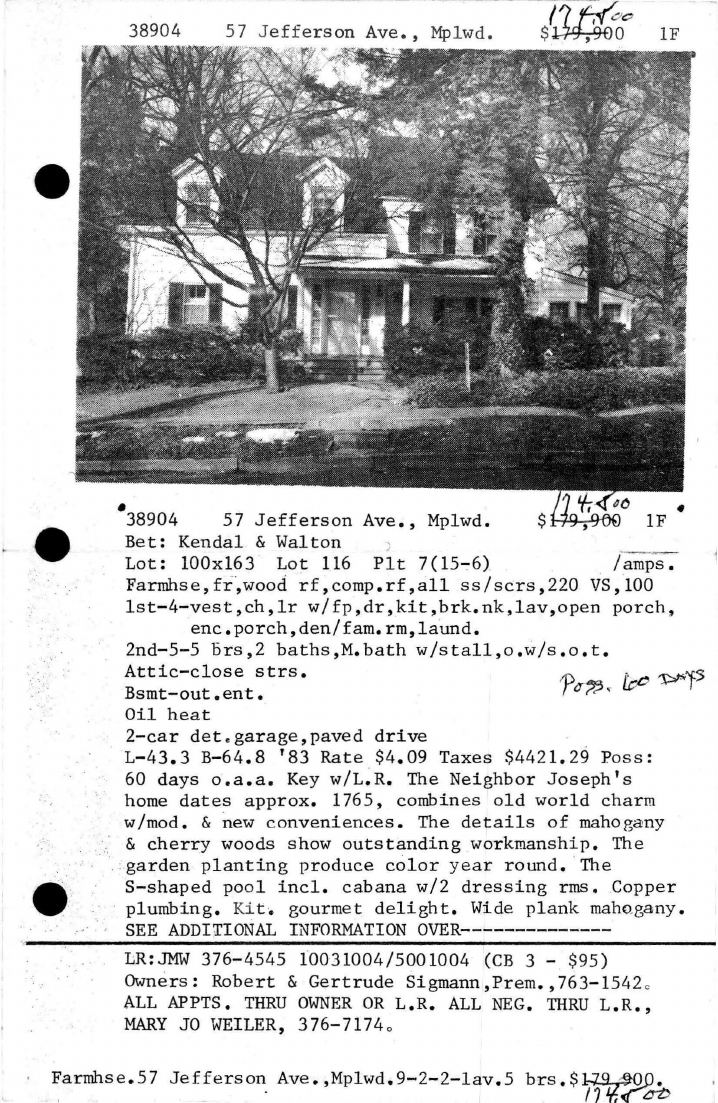 174,800
38904 57 Jefferson Ave., Mplwd. $179,900 1F
174,800
38904 57 Jefferson Ave., Mplwd. $179,900 1F
Bet: Kendal & Walton
Lot: 100x163 Lot 116 Plt 7(15-6) /amps.
Farmhse,fr,wood rf,comp.rf,all ss/scrs,220 VS,100
1st-4-vest,ch,lr w/fp,dr,kit,brk.nk,lav,open porch,
enc.porch,den/fam.rm,laund.
2nd-5-5 brs,2 baths,M.bath w/stall,o.w/s.o.t.
Attic-close strs.
Poss. 60 DAYS
Bsmt-out.ent.
Oil heat
2-car det.garage,paved drive
L-43.3 B-64.8 '83 Rate $4.09 Taxes $4421.29 Poss:
60 days o.a.a. Key w/L.R. The Neighbor Joseph's
home dates approx. 1765, combines old world charm
w/mod. & new conveniences. The details of mahogany
& cherry woods show outstanding workmanship. The
garden planting produce color year round. The
S-shaped pool incl. cabana w/2 dressing rms. Copper
plumbing. Kit. gourmet delight. Wide plank mahogany.
SEE ADDITIONAL INFORMATION OVER--------------
LR:JMW 376-4545 10031004/5001004 (CB 3 - $95)
Owners: Robert & Gertrude Sigmann,Prem.,763-1542.
ALL APPTS. THRU OWNER OR L.R. ALL NEG. THRU L.R.,
MARY JO WEILER, 376-7174.
Farmhse.57 Jefferson Ave.,Mplwd.9-2-2-lav.5 brs.$179,900.
174,800